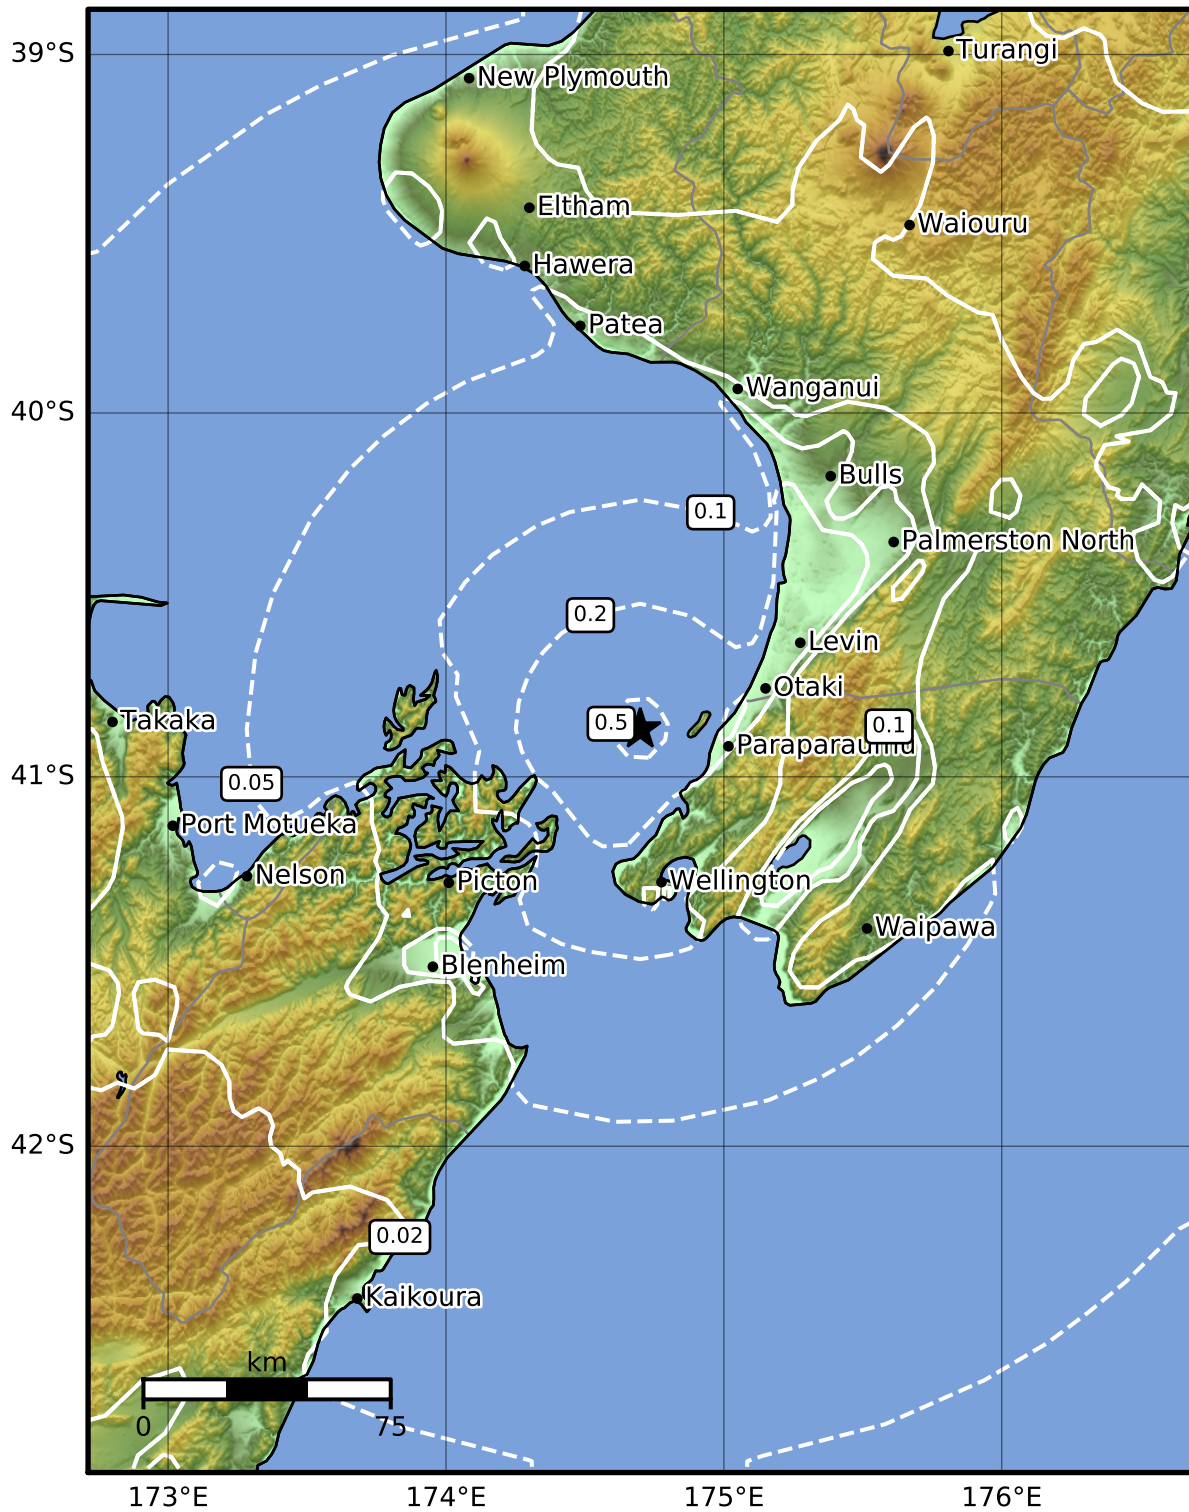 39°S
Turangi
New Plymouth
Eltham
Waiouru
Hawera
Patea
Wanganui
40°S
Bulls
0.1
Palmerston North
0.2
Levin
Otaki
Takaka
0.5
0.1
Paraparaumu
41°S
0.05
Port Motueka
Nelson
Picton
Wellington
Waipawa
Blenheim
42°S
0.02
Kaikoura
km
0
75
173°E
174°E
175°E
176°E